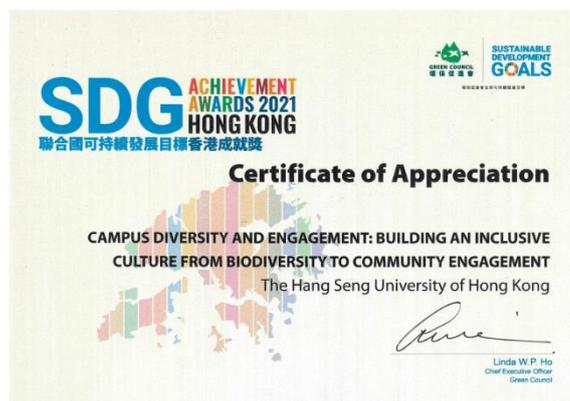 GREEN COUNCIL
環保促進會
SUSTAINABLE
DEVELOPMENT
GOALS
SDG
ACHIEVEMENT
AWARDS 2021
HONG KONG
聯合國可持續發展目標香港成就獎
Certificate of Appreciation
CAMPUS DIVERSITY AND ENGAGEMENT: BUILDING AN INCLUSIVE
CULTURE FROM BIODIVERSITY TO COMMUNITY ENGAGEMENT
The Hang Seng University of Hong Kong
Linda W.P. Ho
Chief Executive Officer
Green Council